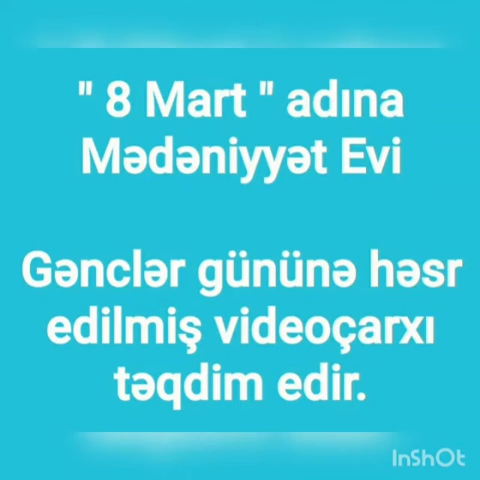 " 8 Mart " adına
Mədəniyyət Evi
Gənclər gününə həsr
edilmiş videoçarxı
təqdim edir.
InShOt